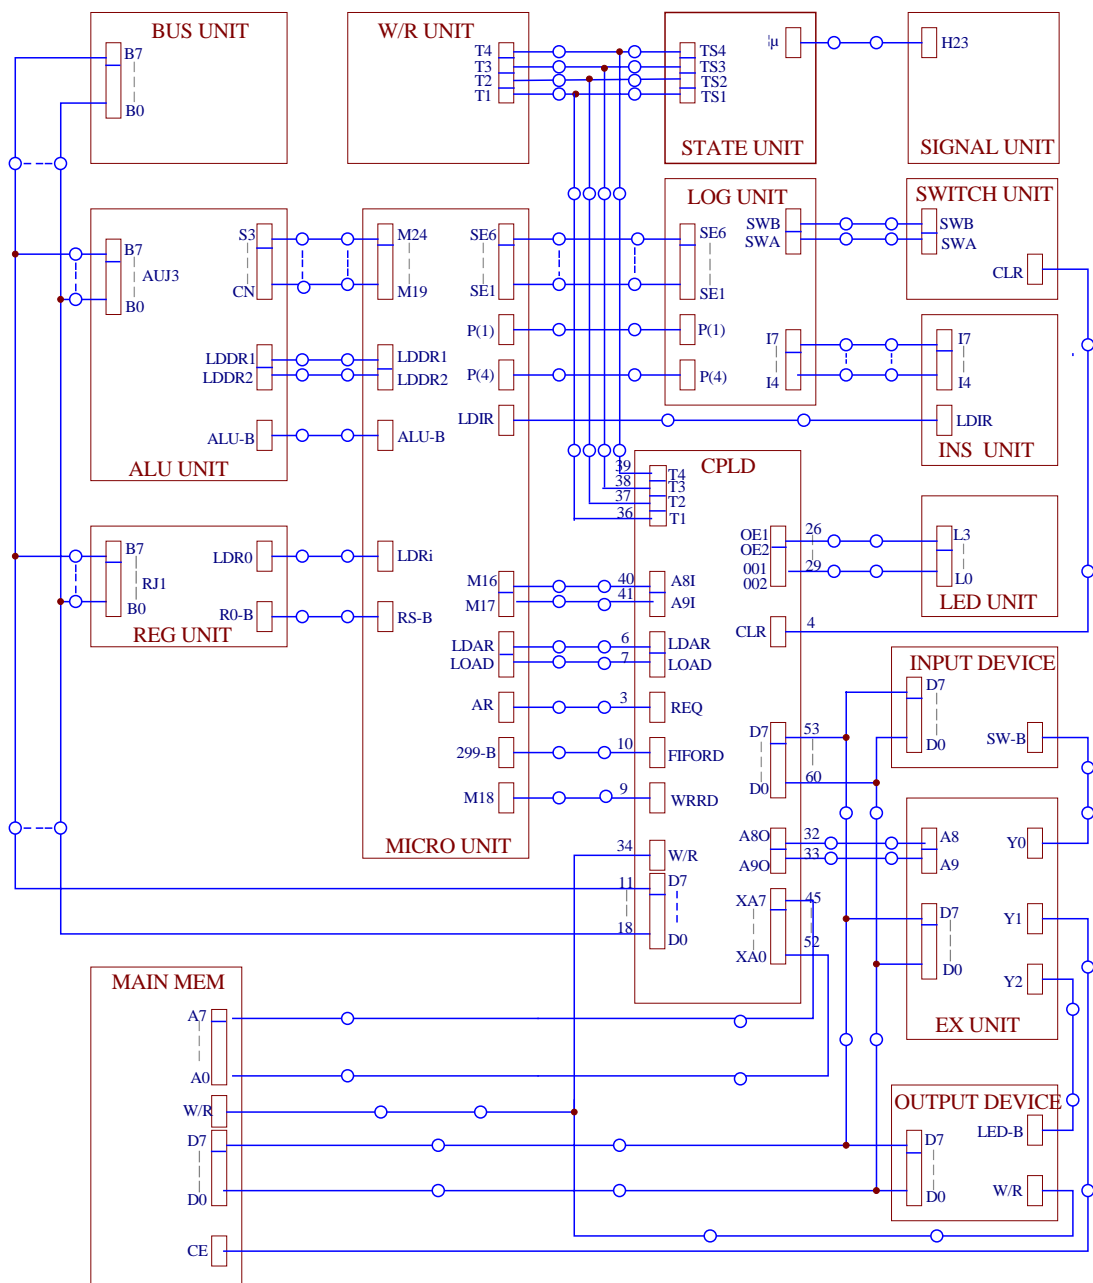 BUS UNIT
B7
B0
W/R UNIT
T4
T3
T2
T1
TS4
TS3
TS2
TS1
¦µ
STATE UNIT
H23
SIGNAL UNIT
B7
AUJ3
B0
S3
CN
LDDR1
LDDR2
ALU-B
ALU UNIT
M24
M19
LDDR1
LDDR2
ALU-B
LDRi
RS-B
SE6
SE1
P(1)
P(4)
LDIR
M16
M17
LDAR
LOAD
AR
299-B
M18
MICRO UNIT
LOG UNIT
SWB
SWA
SE6
SE1
P(1)
P(4)
I7
I4
SWITCH UNIT
SWB
SWA
CLR
I7
I4
LDIR
INS UNIT
B7
RJ1
B0
LDR0
R0-B
REG UNIT
CPLD
39
T4
38
T3
37
T2
36
T1
OE1
OE2
001
002
26
29
40
A8I
41
A9I
CLR
4
6
LDAR
7
LOAD
3
REQ
10
FIFORD
9
WRRD
D7
53
D0
60
A8O
32
A9O
33
34
W/R
11
D7
18
D0
XA7
45
XA0
52
L3
L0
LED UNIT
INPUT DEVICE
D7
D0
SW-B
A8
A9
Y0
D7
D0
Y1
Y2
EX UNIT
MAIN MEM
A7
A0
W/R
D7
D0
CE
OUTPUT DEVICE
LED-B
D7
D0
W/R